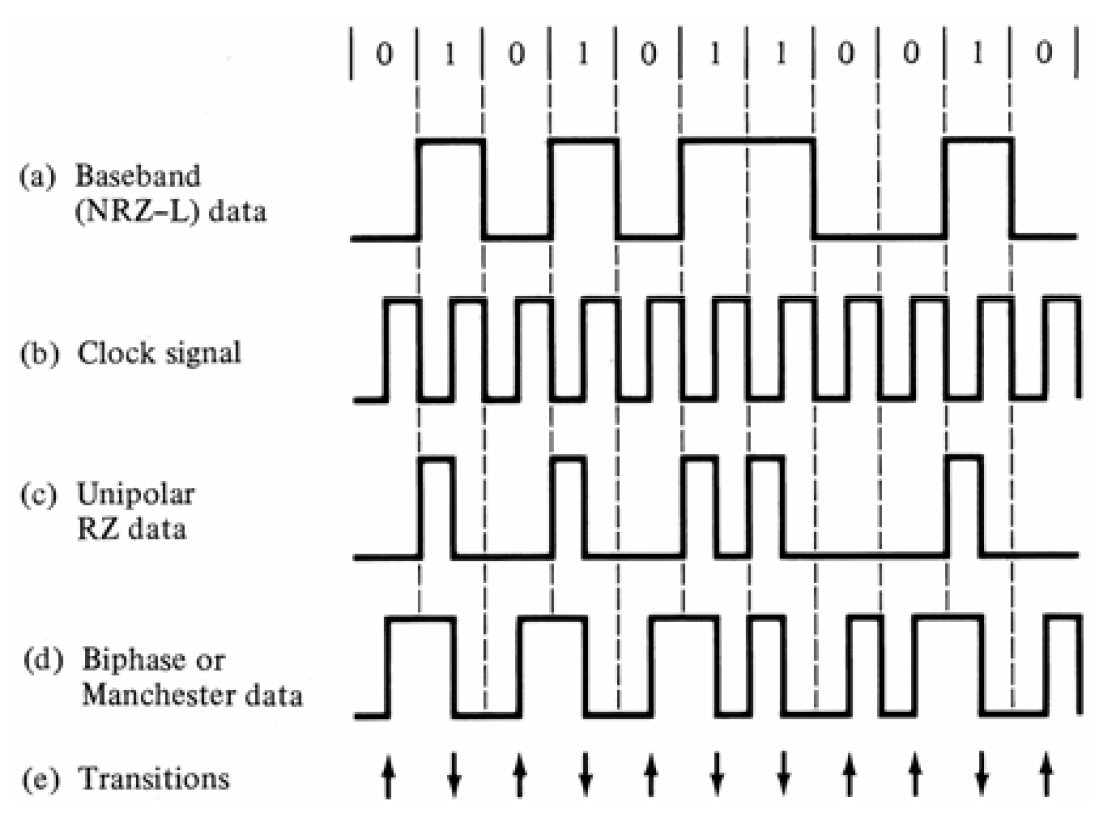 0 1 0 1 0 1 1 0 0 1 0
(a) Baseband
(NRZ-L) data
(b) Clock signal
(c) Unipolar
RZ data
(d) Biphase or
Manchester data
(e) Transitions